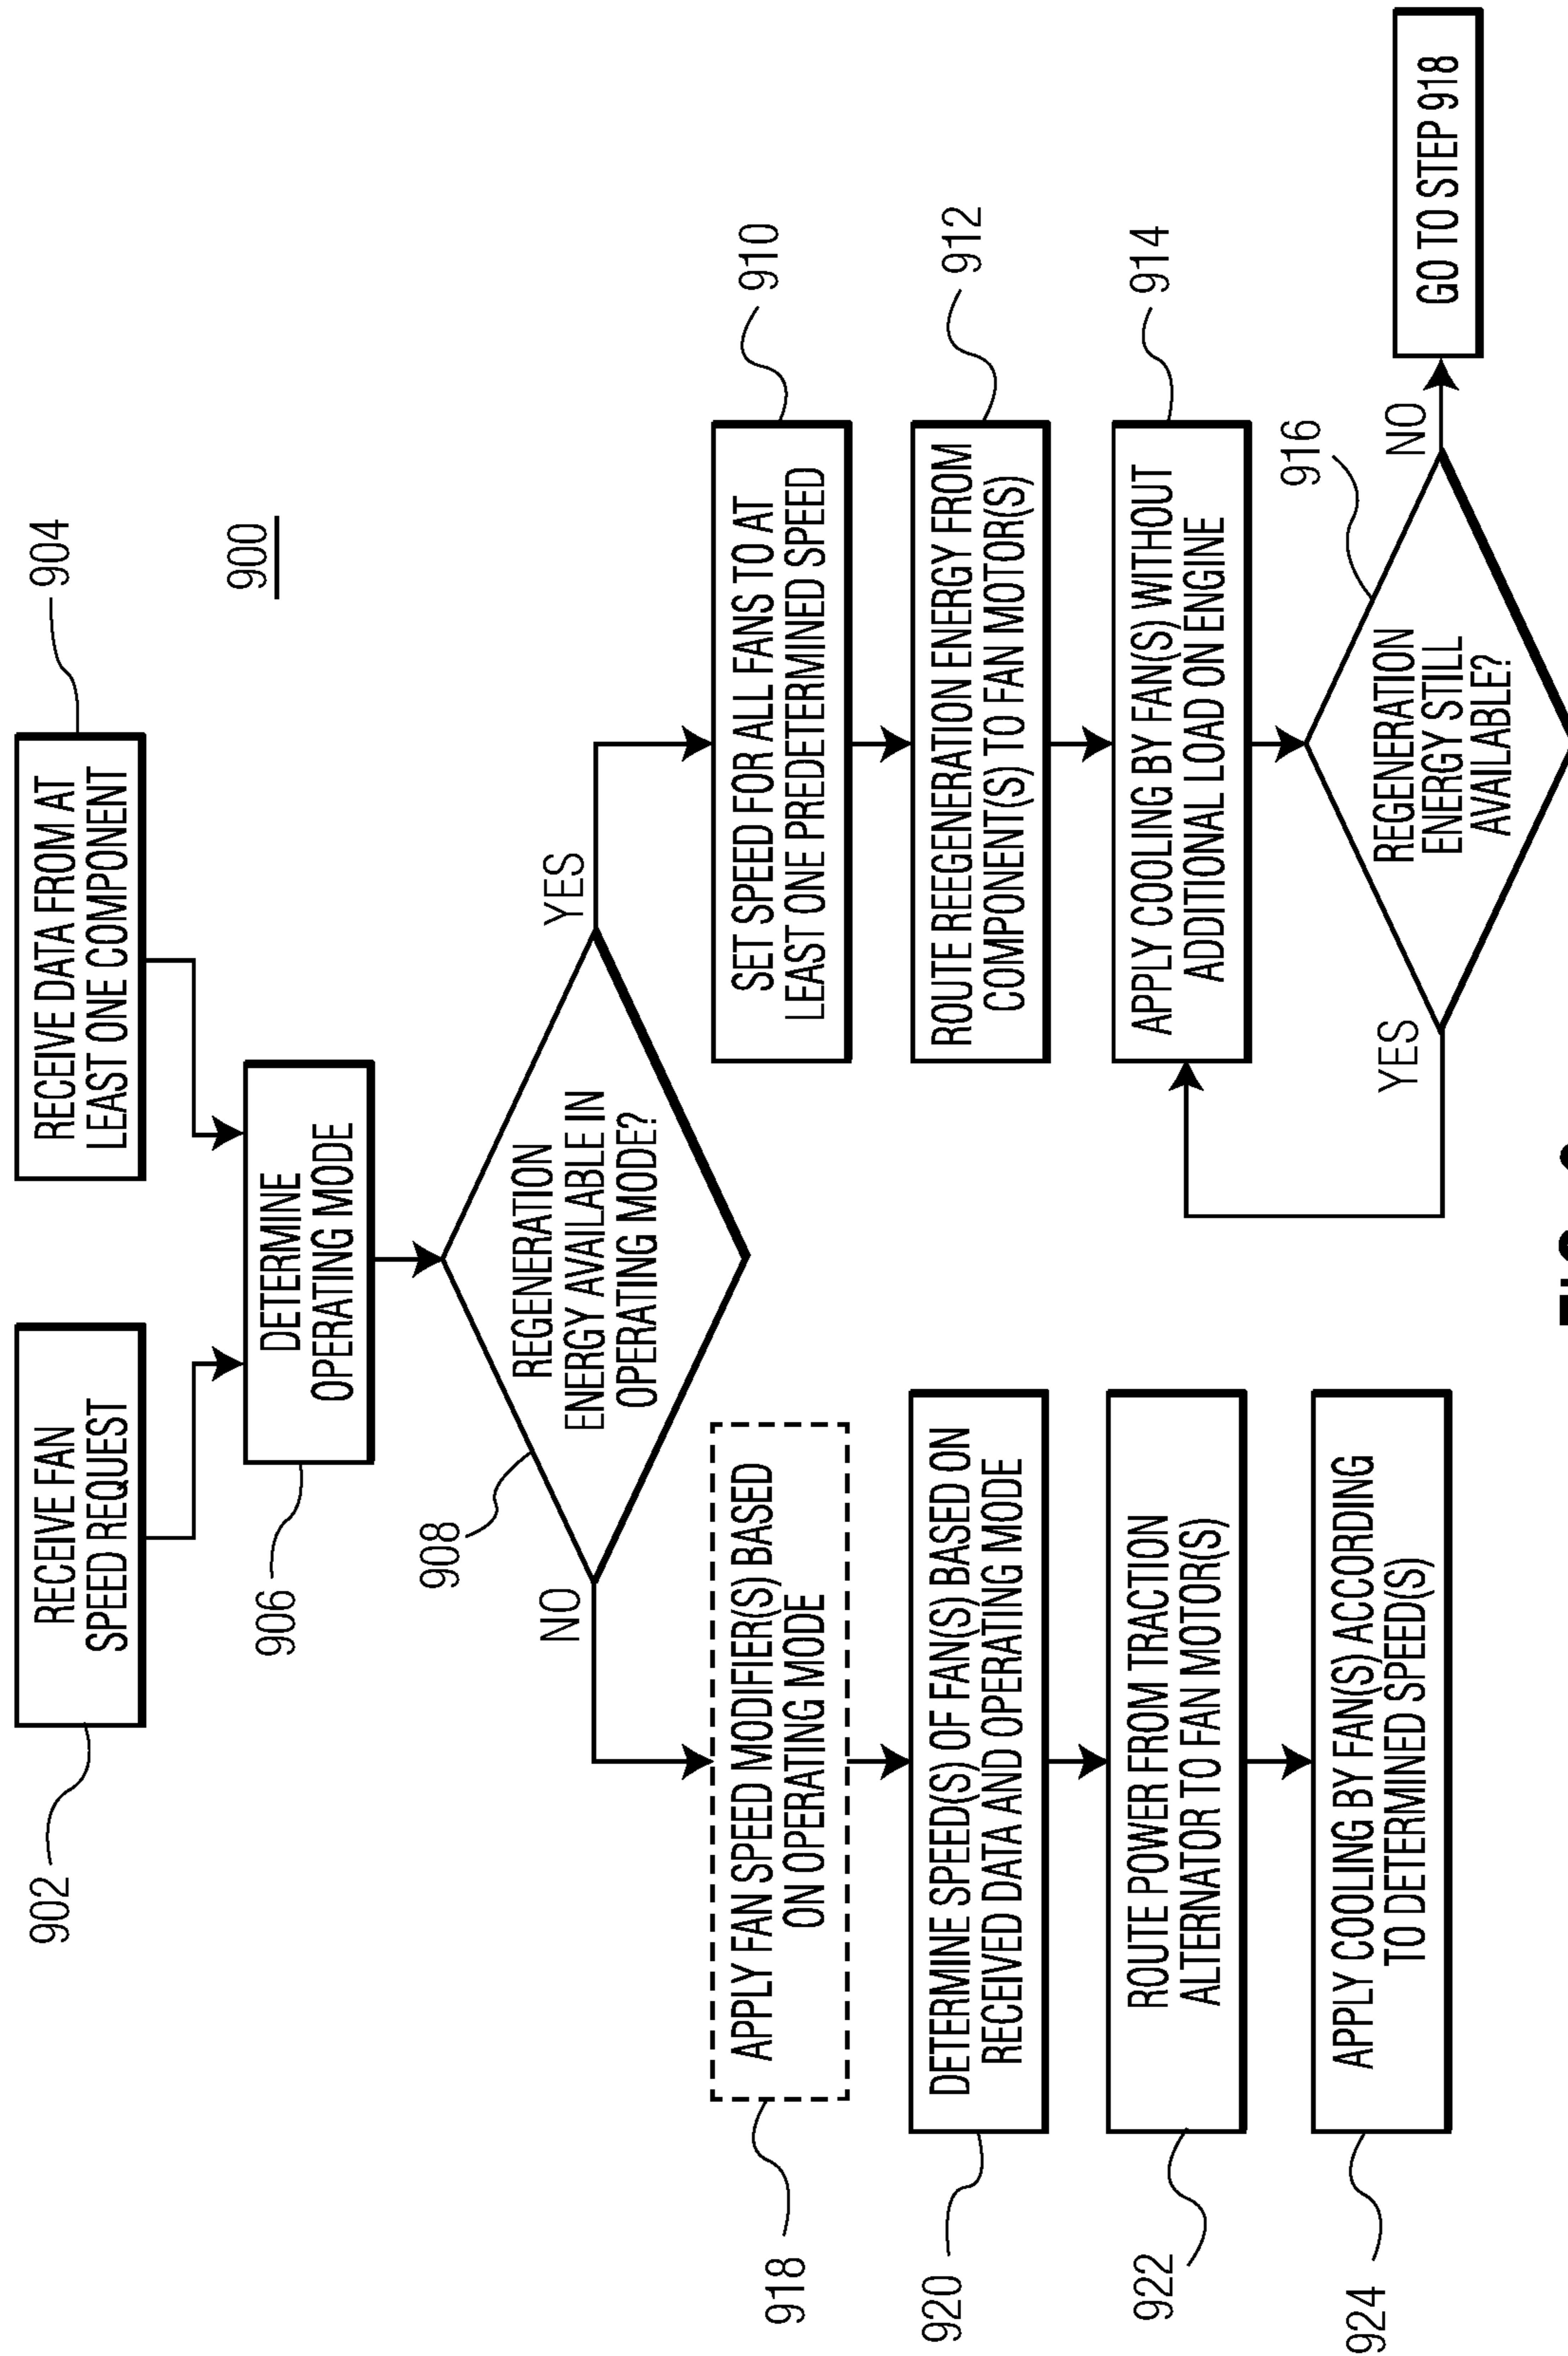 900
902
RECEIVE FAN
SPEED REQUEST
904
RECEIVE DATA FROM AT
LEAST ONE COMPONENT
906
DETERMINE
OPERATING MODE
908
REGENERATION
ENERGY AVAILABLE IN
OPERATING MODE?
NO
YES
918
APPLY FAN SPEED MODIFIER(S) BASED
ON OPERATING MODE
920
DETERMINE SPEED(S) OF FAN(S) BASED ON
RECEIVED DATA AND OPERATING MODE
922
ROUTE POWER FROM TRACTION
ALTERNATOR TO FAN MOTOR(S)
924
APPLY COOLING BY FAN(S) ACCORDING
TO DETERMINED SPEED(S)
910
SET SPEED FOR ALL FANS TO AT
LEAST ONE PREDETERMINED SPEED
912
ROUTE REEGENERATION ENERGY FROM
COMPONENT(S) TO FAN MOTOR(S)
914
APPLY COOLING BY FAN(S) WITHOUT
ADDITIONAL LOAD ON ENGINE
916
REGENERATION
ENERGY STILL
AVAILABLE?
YES
NO
GO TO STEP 918